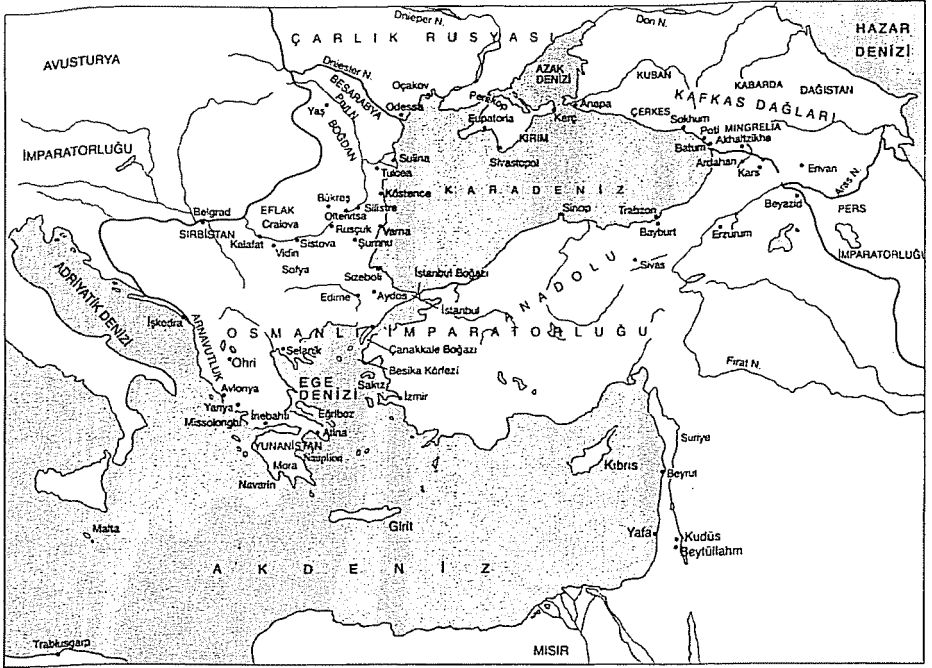 ÇARLIK RUSYASI
Dnieper N.
Don N.
HAZAR
DENİZİ
AVUSTURYA
İMPARATORLUĞU
Dniester N.
BESARABYA
Prut N.
BOĞDAN
Yaş
Oçakov
Odessa
Perekop
AZAK
DENİZİ
Eupatoria
KIRIM
Sivastopol
Kerç
Anapa
KUBAN
KABARDA
DAĞISTAN
ÇERKES
KAFKAS DAĞLARI
Sokhum
Poti
MINGRELIA
Akhaltzikhe
Batum
Ardahan
Kars
Erivan
Aras N.
Beyazid
PERS
İMPARATORLUĞU
Sulina
Tulcea
Köstence
KARADENİZ
Sinop
Trabzon
Bayburt
Erzurum
Belgrad
SIRBİSTAN
EFLAK
Craiova
Bükreş
Oltenitsa
Silistre
Rusçuk
Varna
Kalafat
Vidin
Sistova
Şumnu
Sofya
Sizeboli
Aydos
Edirne
İstanbul Boğazı
İstanbul
ANADOLU
Sivas
ADRİYATİK DENİZİ
İşkodra
ARNAVUTLUK
OSMANLI İMPARATORLUĞU
Ohri
Selanik
Çanakkale Boğazı
Besika Körfezi
EGE
DENİZİ
Sakız
İzmir
Fırat N.
Avlonya
Yanya
Missolonghi
İnebahtı
Eğriboz
Atina
YUNANİSTAN
Nauplion
Mora
Navarin
Suriye
Kıbrıs
Beyrut
Malta
Girit
Yafa
Kudüs
Beytüllahm
AKDENİZ
Trablusgarp
MISIR